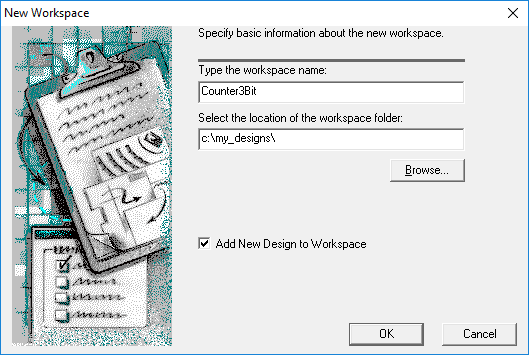 New Workspace
Specify basic information about the new workspace.
Type the workspace name:
Counter3Bit
Select the location of the workspace folder:
c:\my_designs\
Browse...
Add New Design to Workspace
OK
Cancel